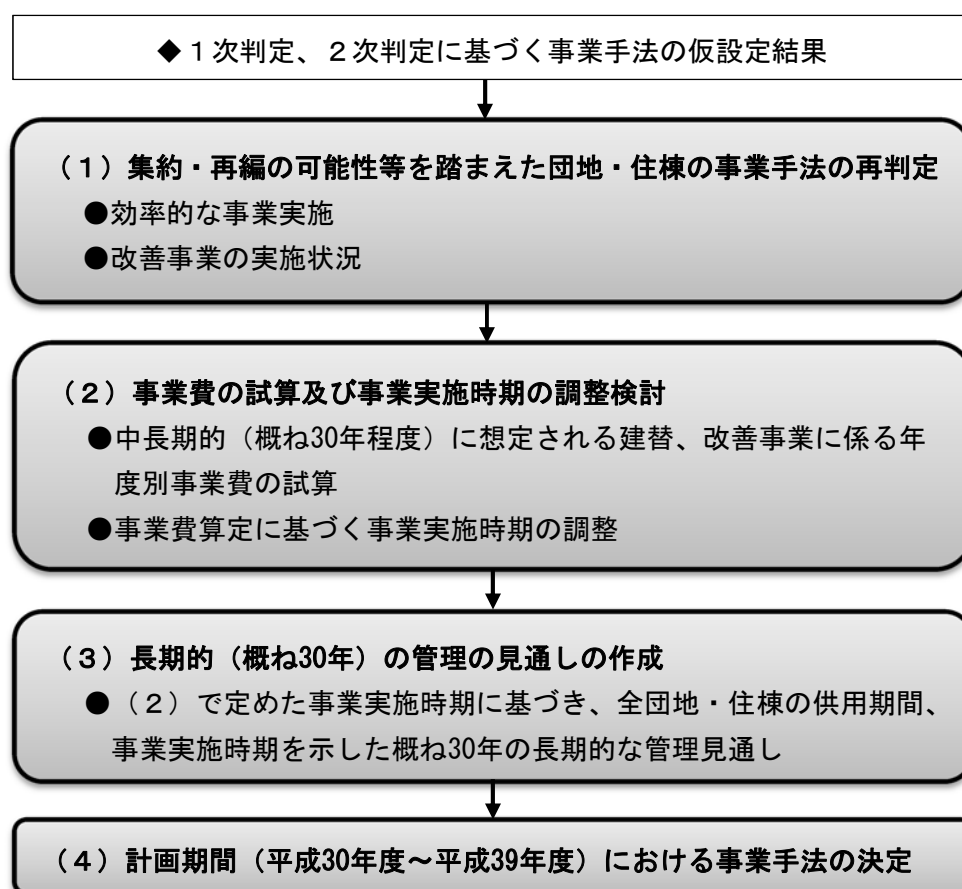 ◆１次判定、２次判定に基づく事業手法の仮設定結果
（１）集約・再編の可能性等を踏まえた団地・住棟の事業手法の再判定
●効率的な事業実施
●改善事業の実施状況
（２）事業費の試算及び事業実施時期の調整検討
●中長期的（概ね30年程度）に想定される建替、改善事業に係る年
度別事業費の試算
●事業費算定に基づく事業実施時期の調整
（３）長期的（概ね30年）の管理の見通しの作成
●（２）で定めた事業実施時期に基づき、全団地・住棟の供用期間、
事業実施時期を示した概ね30年の長期的な管理見通し
（４）計画期間（平成30年度～平成39年度）における事業手法の決定